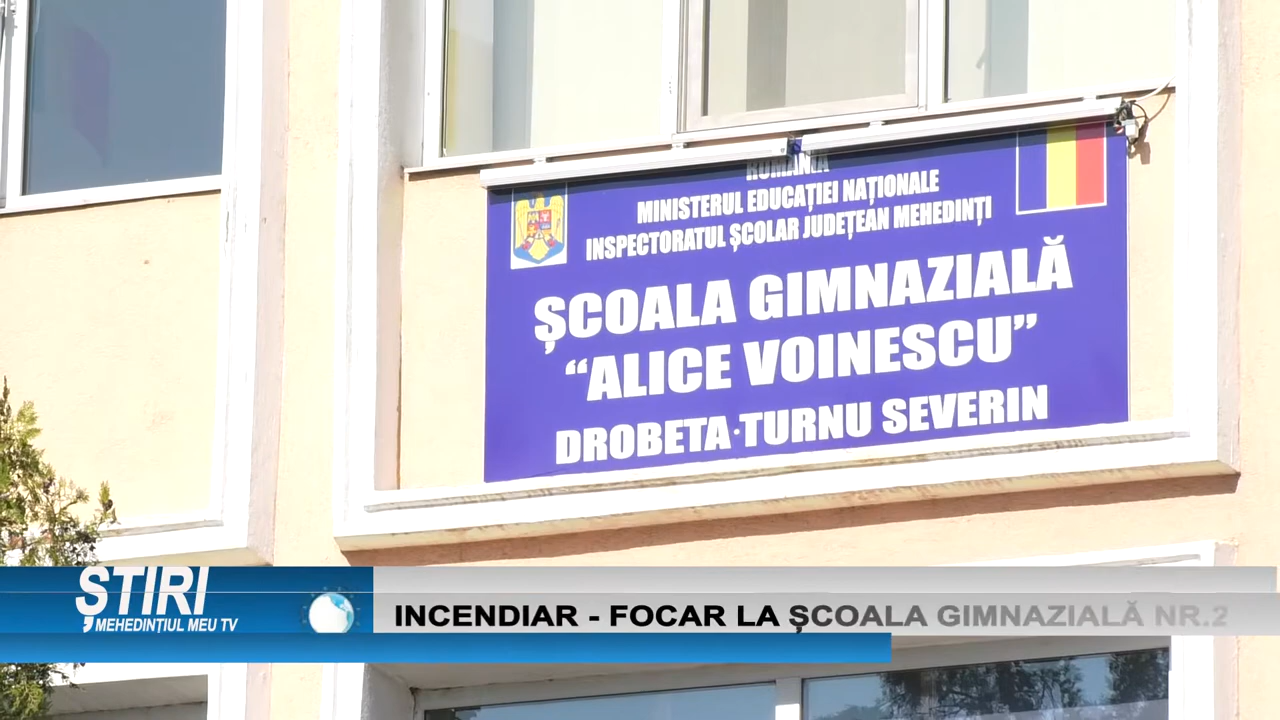 ROMÂNIA
MINISTERUL EDUCAȚIEI NAȚIONALE
INSPECTORATUL ȘCOLAR JUDEȚEAN MEHEDINȚI
ȘCOALA GIMNAZIALĂ
“ALICE VOINESCU”
DROBETA-TURNU SEVERIN
ȘTIRI
MEHEDINȚIUL MEU TV
INCENDIAR - FOCAR LA ȘCOALA GIMNAZIALĂ NR.2